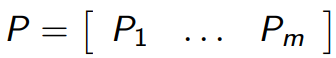 P = [ P₁ … Pₘ ]